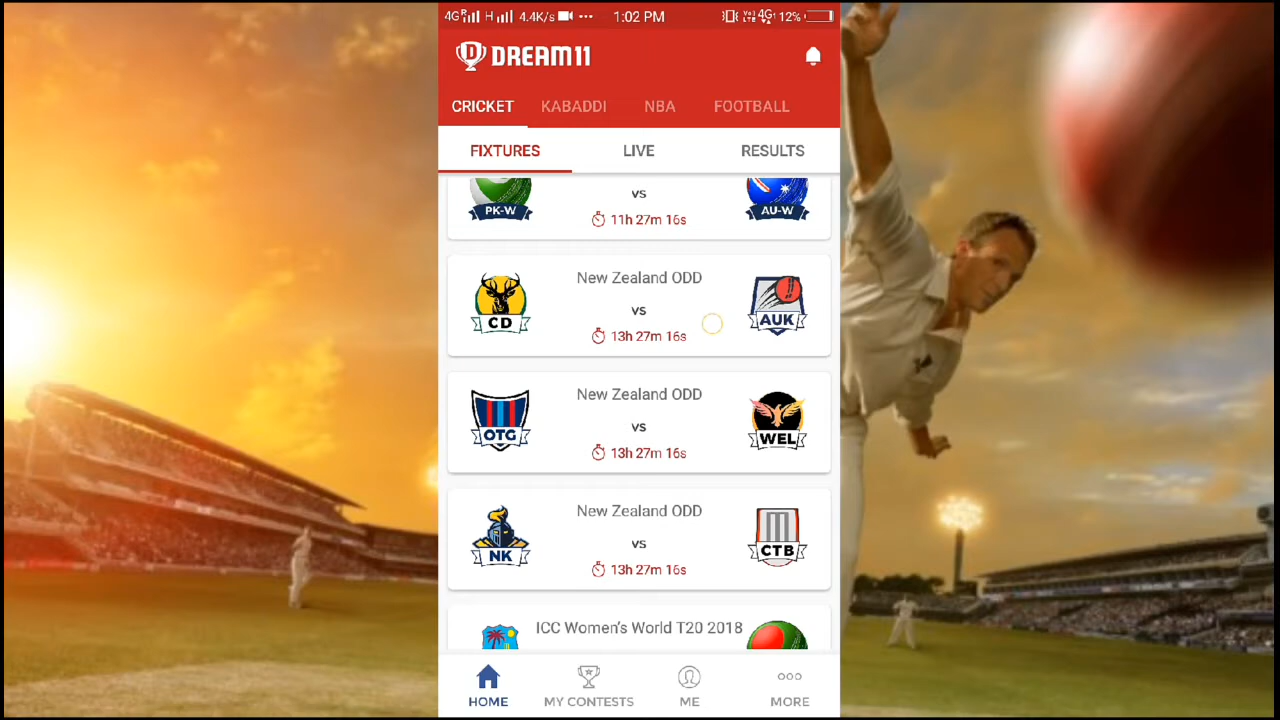 4G R H 4.4K/s ··· 1:02 PM 4G 12%
DREAM11
CRICKET KABADDI NBA FOOTBALL
FIXTURES LIVE RESULTS
PK-W vs AU-W
11h 27m 16s
New Zealand ODD
CD vs AUK
13h 27m 16s
New Zealand ODD
OTG vs WEL
13h 27m 16s
New Zealand ODD
NK vs CTB
13h 27m 16s
ICC Women's World T20 2018
HOME MY CONTESTS ME MORE